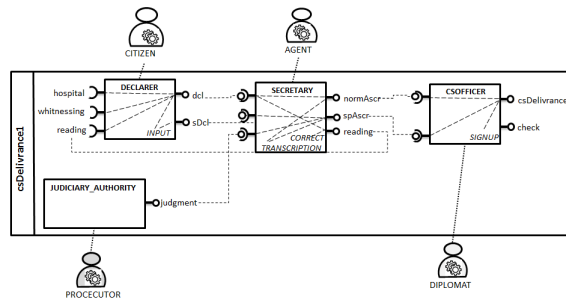 CITIZEN
AGENT
DECLARER
SECRETARY
CSOFFICER
hospital
whitnessing
reading
dcl
sDcl
INPUT
normAscr
spAscr
reading
CORRECT
TRANSCRIPTION
csDelivrance
check
SIGNUP
csDelivrance1
JUDICIARY_AUTHORITY
judgment
PROCECUTOR
DIPLOMAT